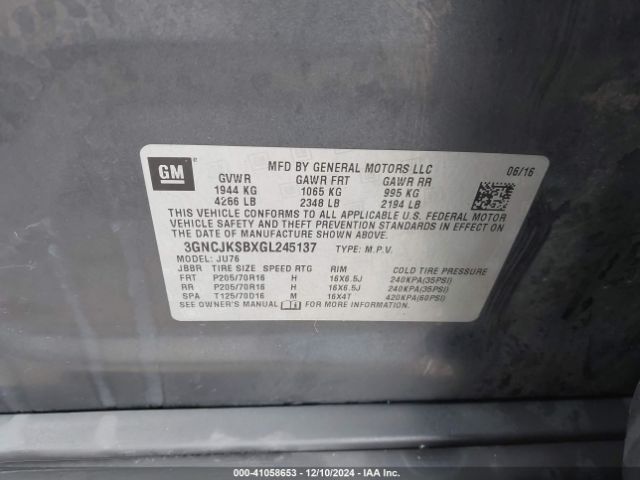 GM
MFD BY GENERAL MOTORS LLC
06/16
GVWR GAWR FRT GAWR RR
1944 KG 1065 KG 995 KG
4266 LB 2348 LB 2194 LB
THIS VEHICLE CONFORMS TO ALL APPLICABLE U.S. FEDERAL MOTOR
VEHICLE SAFETY AND THEFT PREVENTION STANDARDS IN EFFECT ON
THE DATE OF MANUFACTURE SHOWN ABOVE.
3GNCJKSBXGL245137 TYPE: M.P.V.
MODEL: JU76
JBBR TIRE SIZE SPEED RTG RIM COLD TIRE PRESSURE
FRT P205/70R16 H 16X6.5J 240KPA(35PSI)
RR P205/70R16 H 16X6.5J 240KPA(35PSI)
SPA T125/70D16 M 16X4T 420KPA(60PSI)
SEE OWNER'S MANUAL FOR MORE INFORMATION.
000-41058653 — 12/10/2024 — IAA Inc.